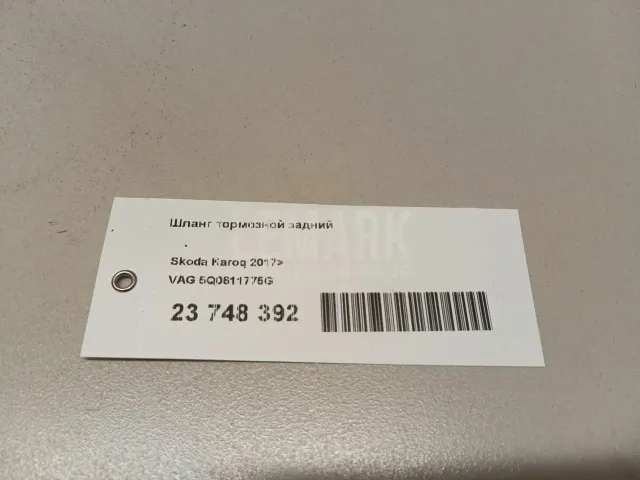 Шланг тормозной задний
Skoda Karoq 2017>
VAG 5Q0611775G
23 748 392